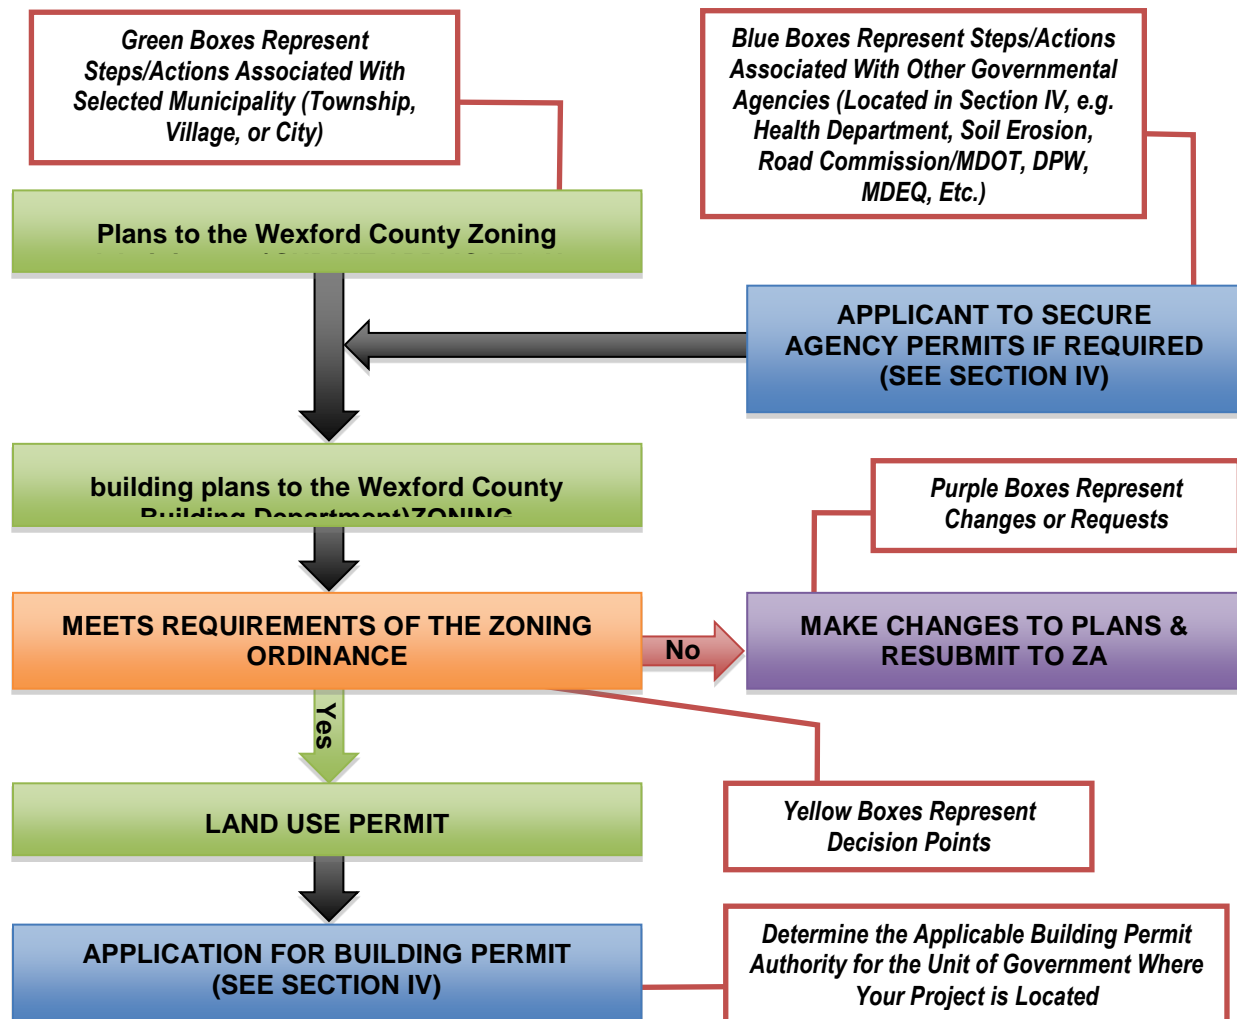 Green Boxes Represent
Steps/Actions Associated With
Selected Municipality (Township,
Village, or City)
Blue Boxes Represent Steps/Actions
Associated With Other Governmental
Agencies (Located in Section IV, e.g.
Health Department, Soil Erosion,
Road Commission/MDOT, DPW,
MDEQ, Etc.)
Plans to the Wexford County Zoning
APPLICANT TO SECURE
AGENCY PERMITS IF REQUIRED
(SEE SECTION IV)
building plans to the Wexford County
Building Department)ZONING
Purple Boxes Represent
Changes or Requests
MEETS REQUIREMENTS OF THE ZONING
ORDINANCE
No
MAKE CHANGES TO PLANS &
RESUBMIT TO ZA
Yes
LAND USE PERMIT
Yellow Boxes Represent
Decision Points
APPLICATION FOR BUILDING PERMIT
(SEE SECTION IV)
Determine the Applicable Building Permit
Authority for the Unit of Government Where
Your Project is Located